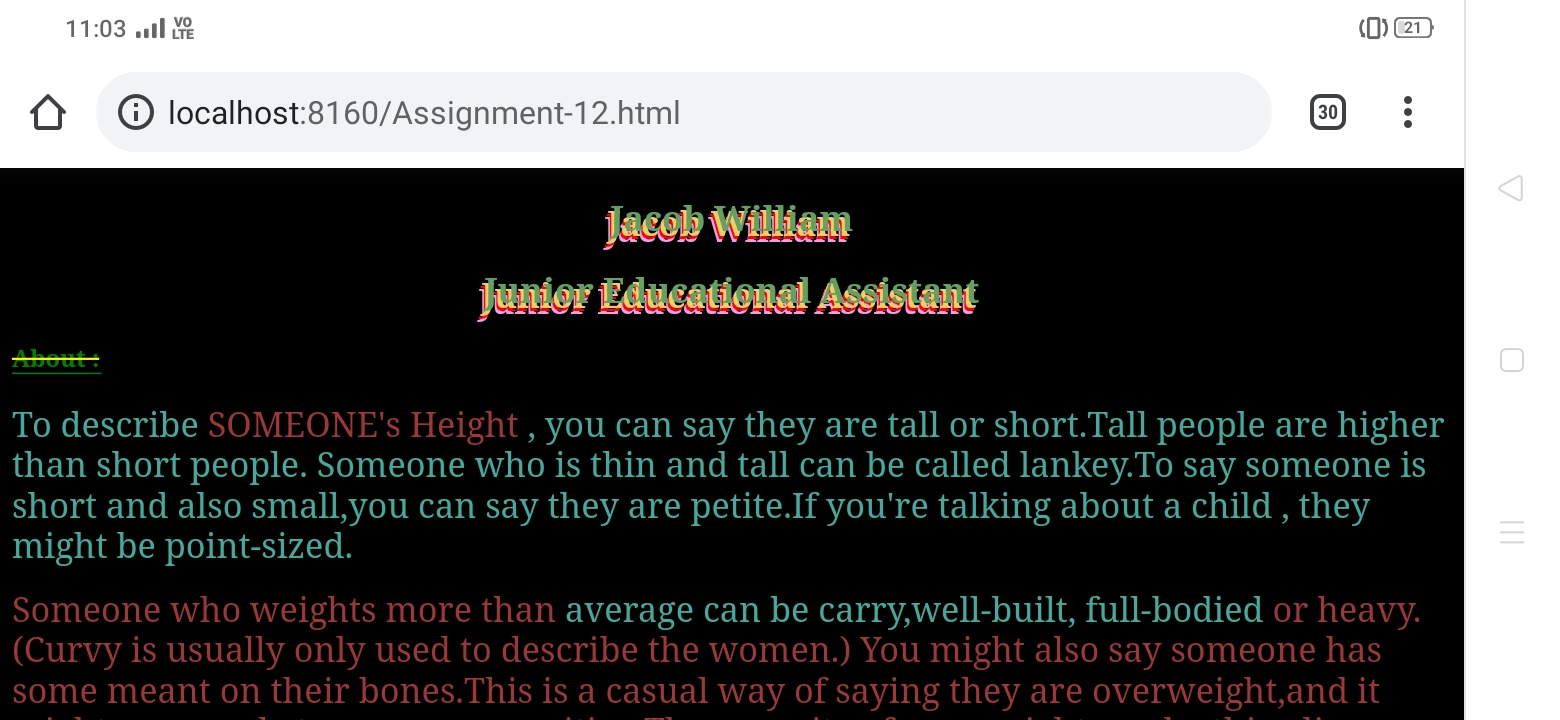 11:03 VO LTE 21
localhost:8160/Assignment-12.html 30
Jacob William
Junior Educational Assistant
About :
To describe SOMEONE's Height , you can say they are tall or short.Tall people are higher
than short people. Someone who is thin and tall can be called lankey.To say someone is
short and also small,you can say they are petite.If you're talking about a child , they
might be point-sized.
Someone who weights more than average can be carry,well-built, full-bodied or heavy.
(Curvy is usually only used to describe the women.) You might also say someone has
some meant on their bones.This is a casual way of saying they are overweight,and it